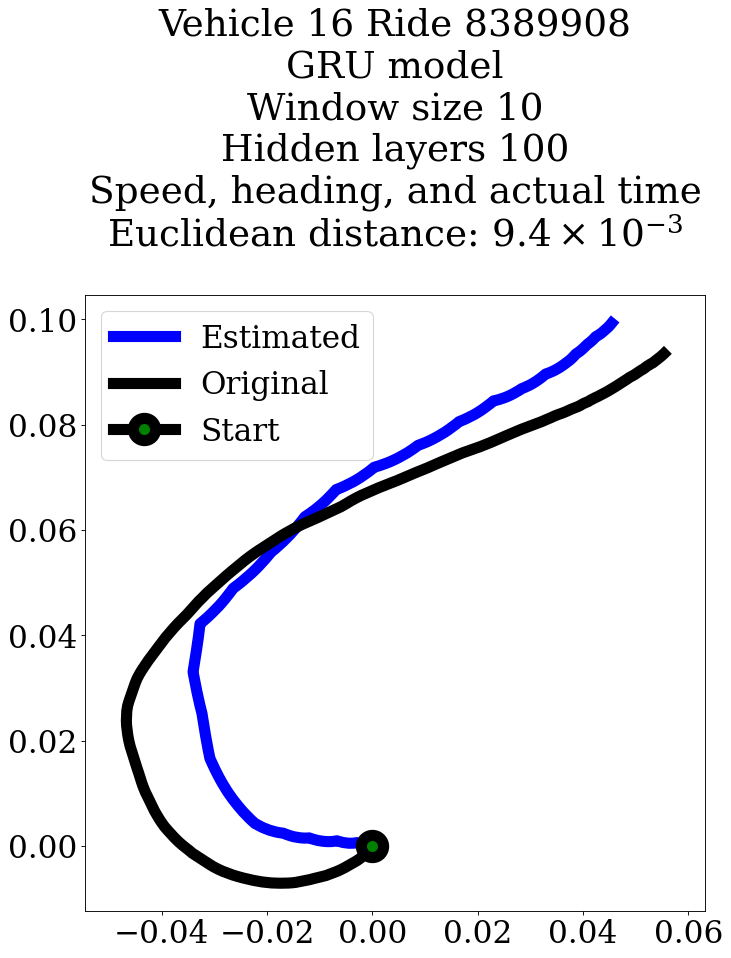 Vehicle 16 Ride 8389908
GRU model
Window size 10
Hidden layers 100
Speed, heading, and actual time
Euclidean distance: 9.4 × 10⁻³
Estimated
Original
Start
0.10
0.08
0.06
0.04
0.02
0.00
−0.04 −0.02 0.00 0.02 0.04 0.06